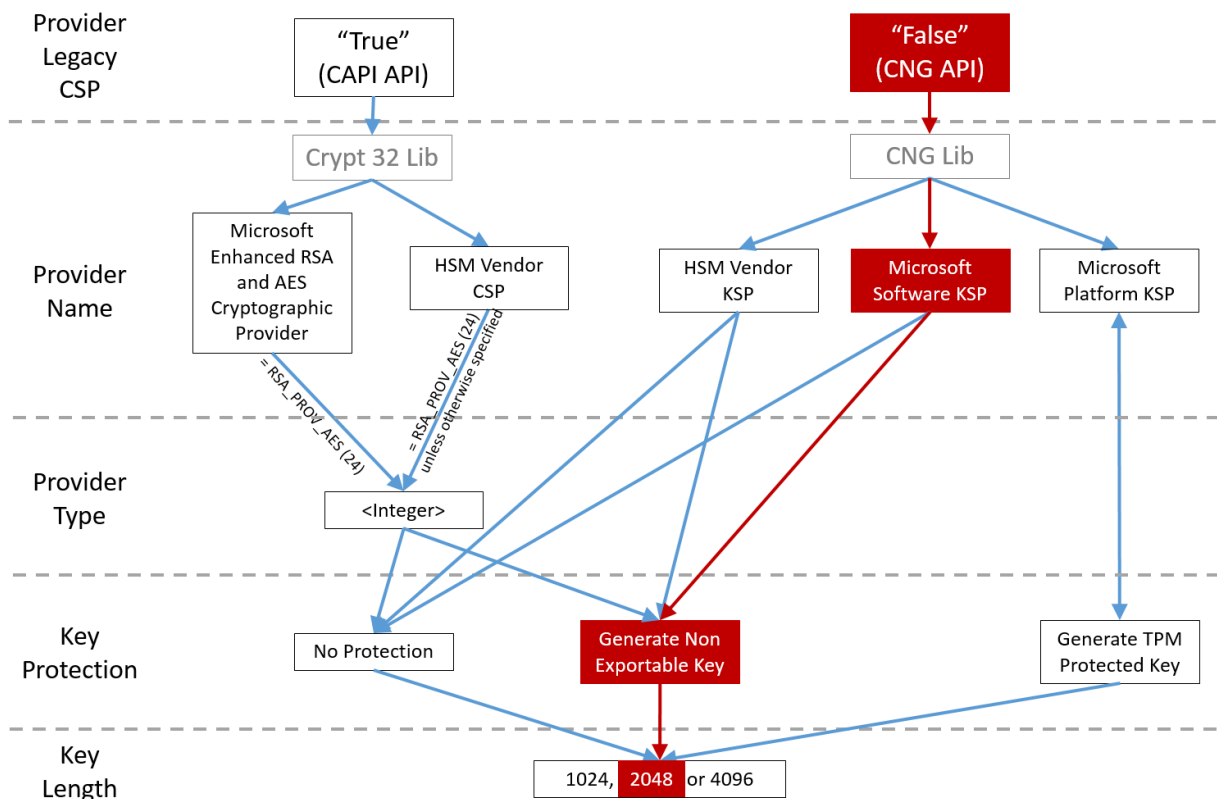 Provider
Legacy
CSP
“True”
(CAPI API)
“False”
(CNG API)
Crypt 32 Lib
CNG Lib
Provider
Name
Microsoft
Enhanced RSA
and AES
Cryptographic
Provider
HSM Vendor
CSP
HSM Vendor
KSP
Microsoft
Software KSP
Microsoft
Platform KSP
= RSA_PROV_AES (24)
= RSA_PROV_AES (24)
unless otherwise specified
Provider
Type
<Integer>
Key
Protection
No Protection
Generate Non
Exportable Key
Generate TPM
Protected Key
Key
Length
1024, 2048 or 4096